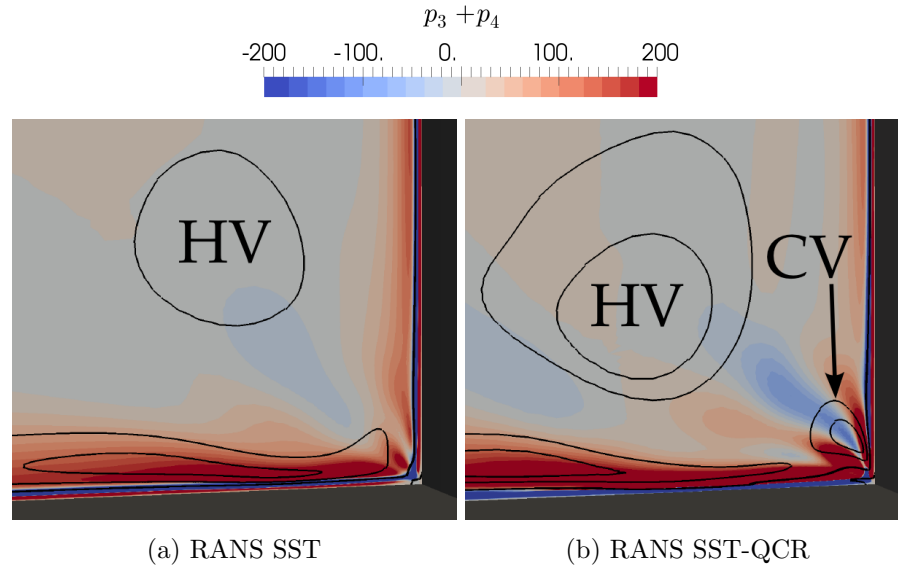 p₃ +p₄
-200 -100. 0. 100. 200
HV
HV
CV
(a) RANS SST
(b) RANS SST-QCR